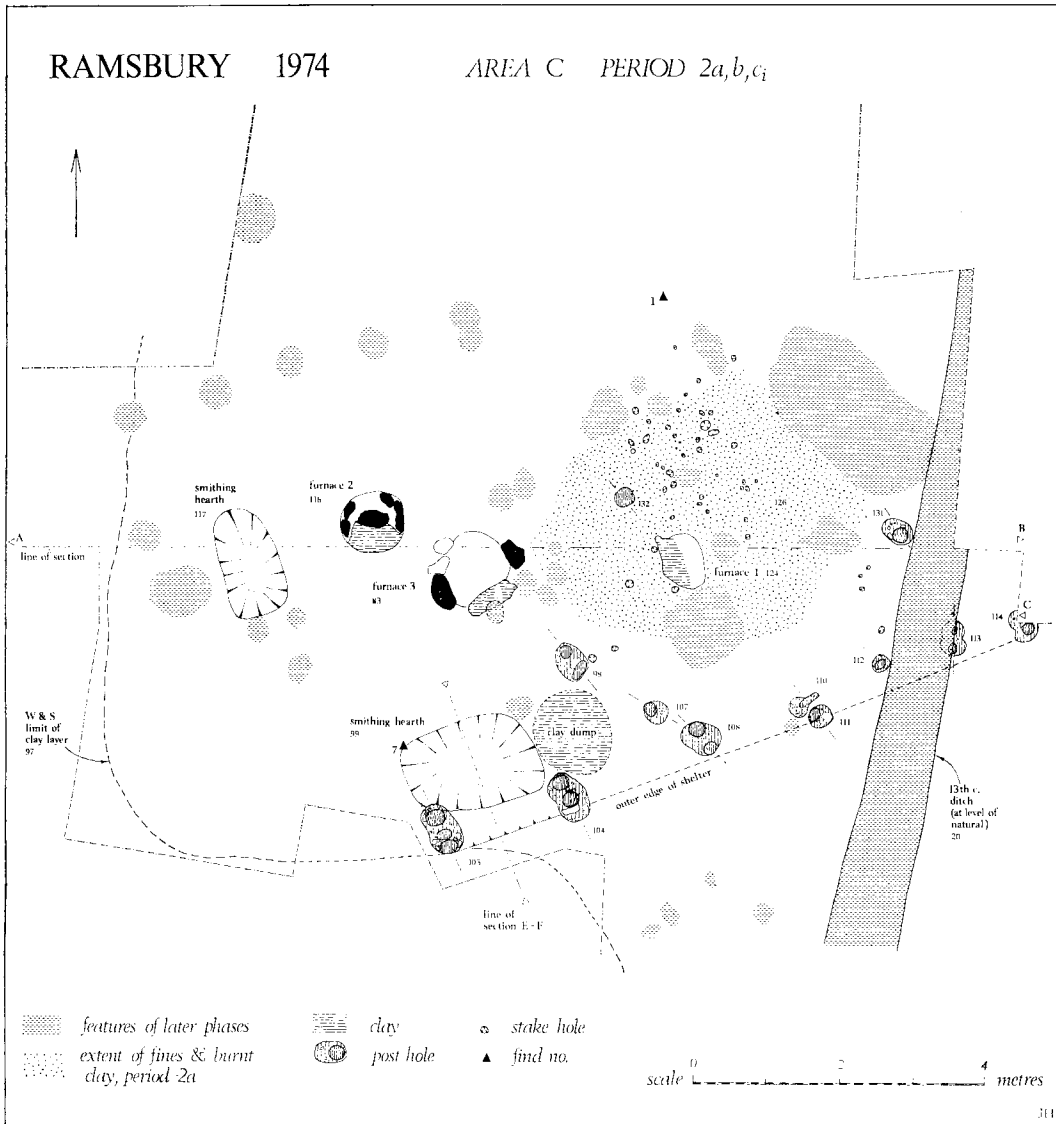 RAMSBURY 1974
AREA C PERIOD 2a,b,ci
1
smithing
hearth
117
furnace 2
116
A
line of section
furnace 3
132
126
131
B
furnace 1 124
C
114
113
112
98
110
107
108
111
W & S
limit of
clay layer
97
smithing hearth
99
7
clay dump
outer edge of shelter
104
103
13th c.
ditch
(at level of
natural)
20
line of
section E-F
features of later phases
extent of fines & burnt
clay, period 2a
clay
post hole
stake hole
find no.
scale 0 2 4 metres